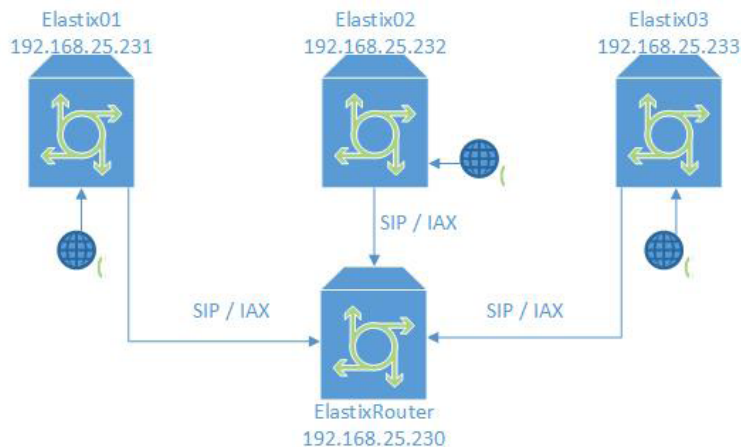 Elastix01
192.168.25.231
Elastix02
192.168.25.232
Elastix03
192.168.25.233
SIP / IAX
SIP / IAX
SIP / IAX
ElastixRouter
192.168.25.230